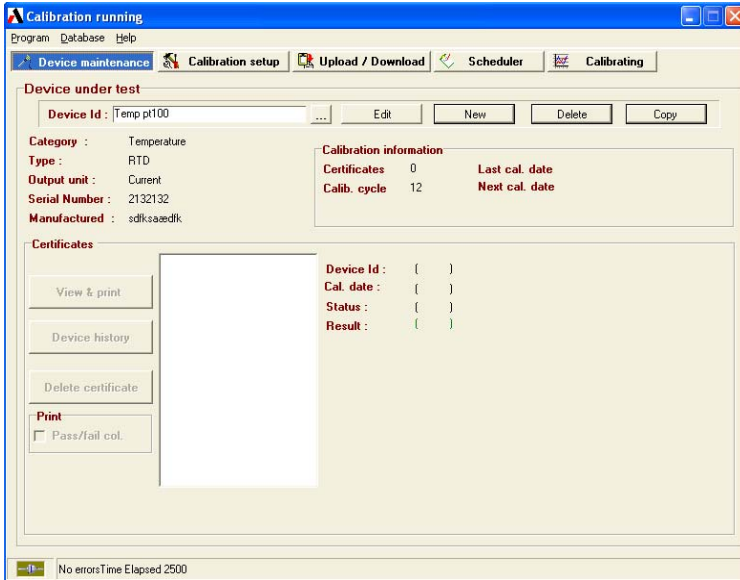 Calibration running
Program Database Help
Device maintenance Calibration setup Upload / Download Scheduler Calibrating
Device under test
Device Id : Temp pt100 ... Edit New Delete Copy
Category : Temperature
Type : RTD
Output unit : Current
Serial Number : 2132132
Manufactured : sdfksaædfk
Calibration information
Certificates 0 Last cal. date
Calib. cycle 12 Next cal. date
Certificates
View & print
Device history
Delete certificate
Print
Pass/fail col.
Device Id : ( )
Cal. date : ( )
Status : ( )
Result : ( )
No errorsTime Elapsed 2500